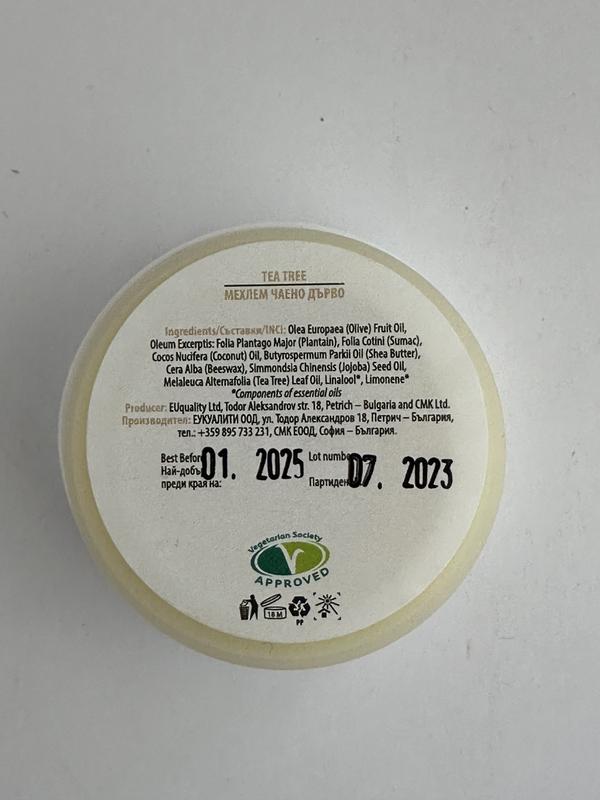 TEA TREE
МЕХЛЕМ ЧАЕНО ДЪРВО
Ingredients/Съставки/INCI: Olea Europaea (Olive) Fruit Oil,
Oleum Excerptis: Folia Plantago Major (Plantain), Folia Cotini (Sumac),
Cocos Nucifera (Coconut) Oil, Butyrospermum Parkii Oil (Shea Butter),
Cera Alba (Beeswax), Simmondsia Chinensis (Jojoba) Seed Oil,
Melaleuca Alternafolia (Tea Tree) Leaf Oil, Linalool*, Limonene*
*Components of essential oils
Producer: EUquality Ltd, Todor Aleksandrov str. 18, Petrich – Bulgaria and CMK Ltd.
Производител: ЕУКУАЛИТИ ООД, ул. Тодор Александров 18, Петрич – България,
тел.: +359 895 733 231, СМК ЕООД, София – България.
Best Before 01. 2025 Lot number 07. 2023
Най-добъ Партиден
преди края на:
Vegetarian Society
APPROVED
18 M
PP